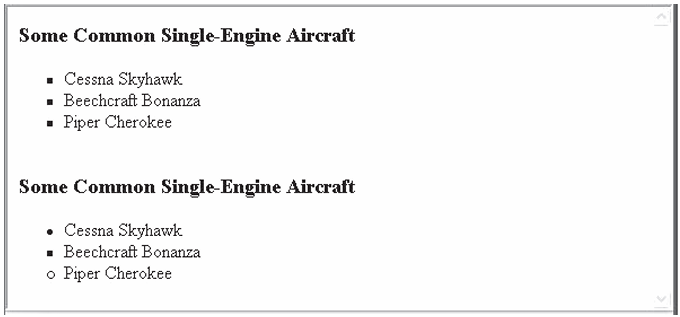 Some Common Single-Engine Aircraft
▪ Cessna Skyhawk
▪ Beechcraft Bonanza
▪ Piper Cherokee
Some Common Single-Engine Aircraft
• Cessna Skyhawk
▪ Beechcraft Bonanza
○ Piper Cherokee